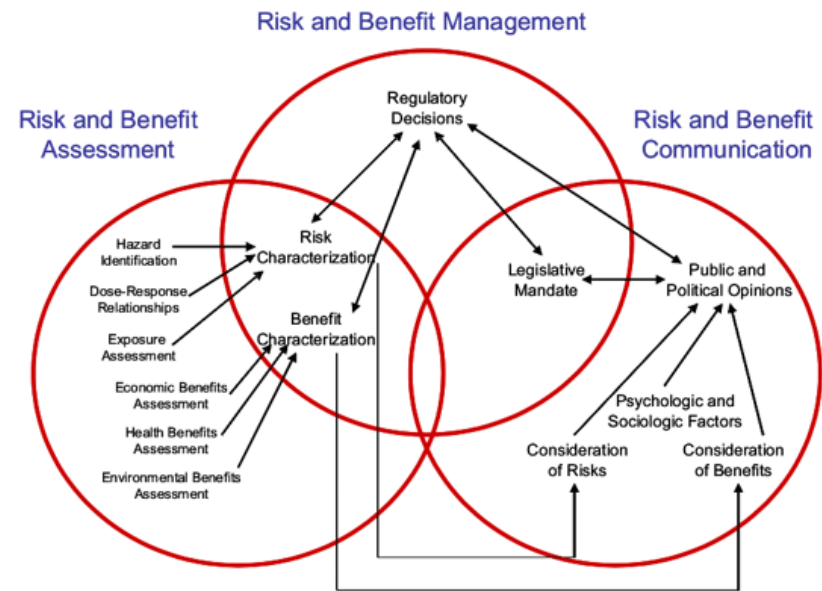 Risk and Benefit Management
Risk and Benefit
Assessment
Risk and Benefit
Communication
Regulatory
Decisions
Hazard
Identification
Dose-Response
Relationships
Exposure
Assessment
Economic Benefits
Assessment
Health Benefits
Assessment
Environmental Benefits
Assessment
Risk
Characterization
Benefit
Characterization
Legislative
Mandate
Public and
Political Opinions
Psychologic and
Sociologic Factors
Consideration
of Risks
Consideration
of Benefits